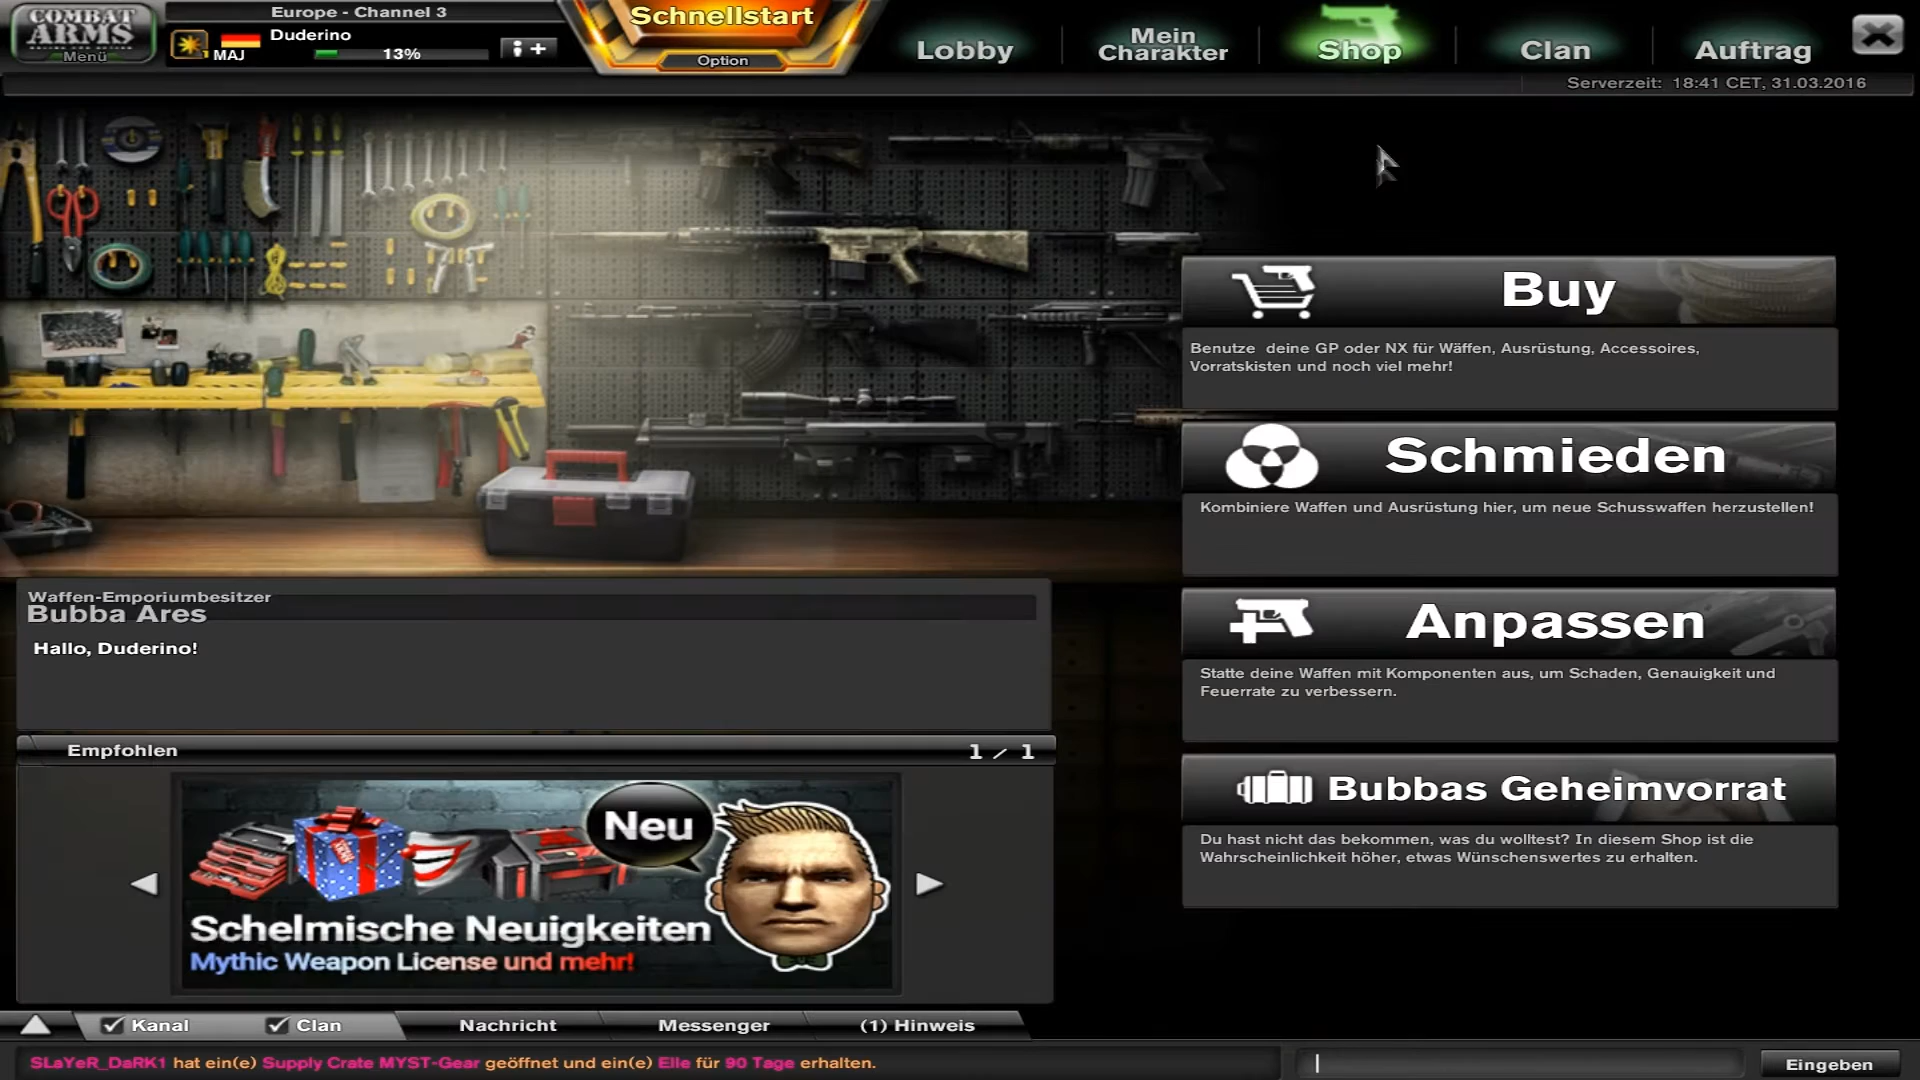 COMBAT
ARMS
Menü
Europe - Channel 3
Duderino
MAJ
13%
Schnellstart
Option
Lobby
Mein
Charakter
Shop
Clan
Auftrag
Serverzeit: 18:41 CET, 31.03.2016
Buy
Benutze deine GP oder NX für Wäffen, Ausrüstung, Accessoires,
Vorratskisten und noch viel mehr!
Schmieden
Kombiniere Waffen und Ausrüstung hier, um neue Schusswaffen herzustellen!
Anpassen
Statte deine Waffen mit Komponenten aus, um Schaden, Genauigkeit und
Feuerrate zu verbessern.
Bubbas Geheimvorrat
Du hast nicht das bekommen, was du wolltest? In diesem Shop ist die
Wahrscheinlichkeit höher, etwas Wünschenswertes zu erhalten.
Waffen-Emporiumbesitzer
Bubba Ares
Hallo, Duderino!
Empfohlen
1 / 1
Neu
Schelmische Neuigkeiten
Mythic Weapon License und mehr!
Kanal
Clan
Nachricht
Messenger
(1) Hinweis
SLaYeR_DaRK1 hat ein(e) Supply Crate MYST-Gear geöffnet und ein(e) Elle für 90 Tage erhalten.
Eingeben